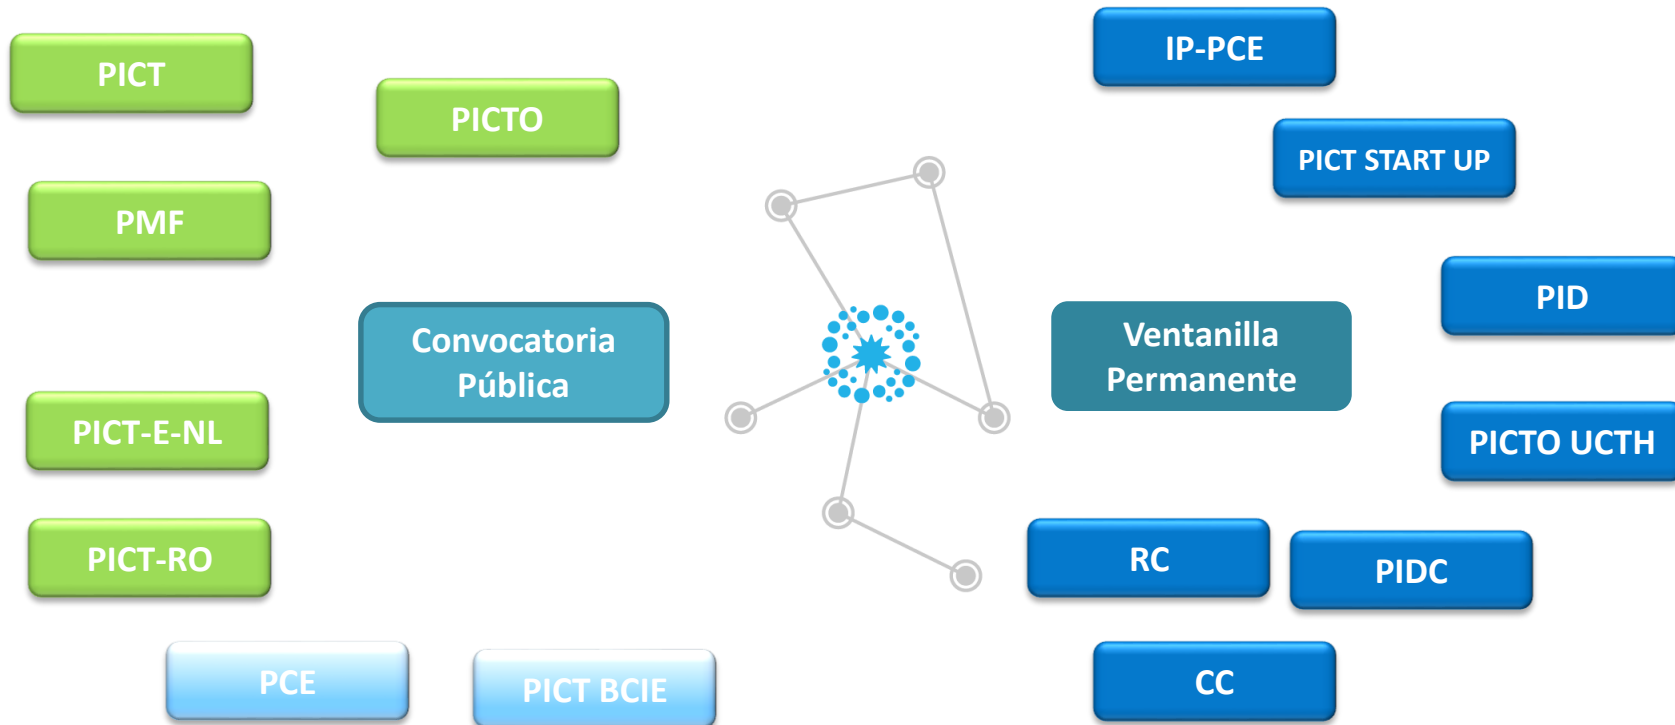 PICT
PICTO
PMF
Convocatoria
Pública
PICT-E-NL
PICT-RO
PCE
PICT BCIE
IP-PCE
PICT START UP
PID
Ventanilla
Permanente
PICTO UCTH
RC
PIDC
CC